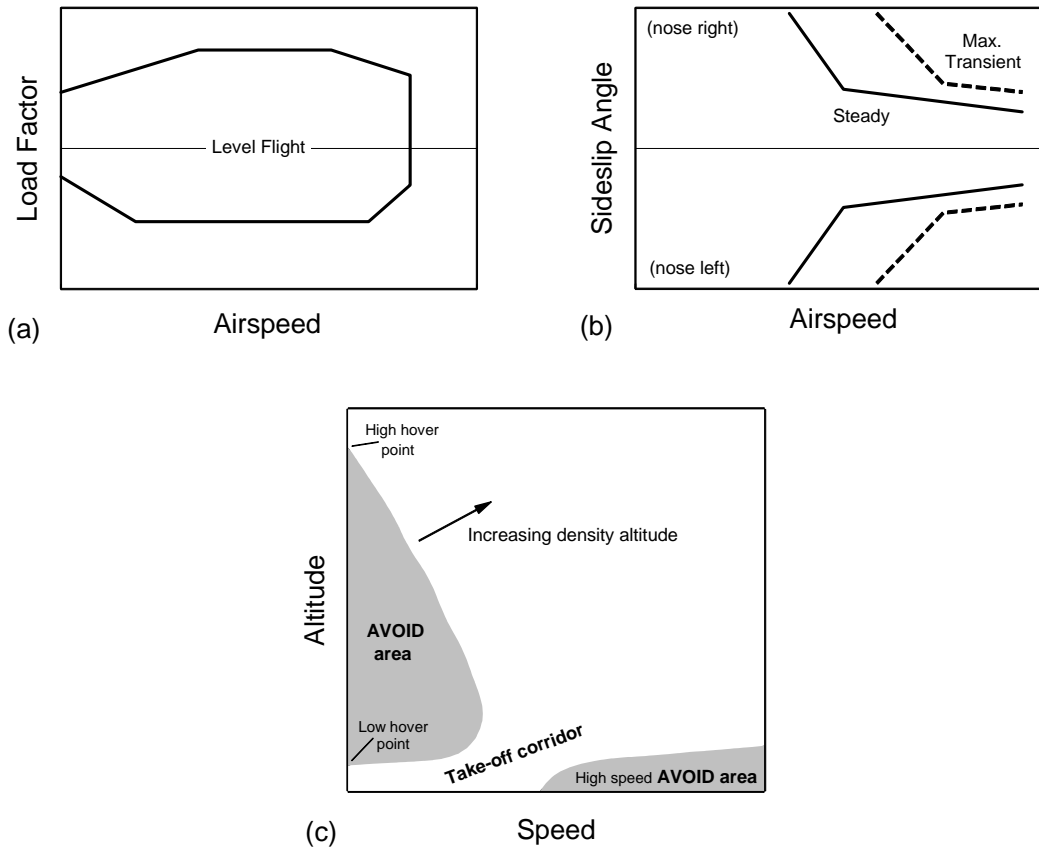 Load Factor
Level Flight
(a)
Airspeed
Sideslip Angle
(nose right)
Max.
Transient
Steady
(nose left)
(b)
Airspeed
Altitude
High hover
point
Increasing density altitude
AVOID
area
Low hover
point
Take-off corridor
High speed AVOID area
(c)
Speed